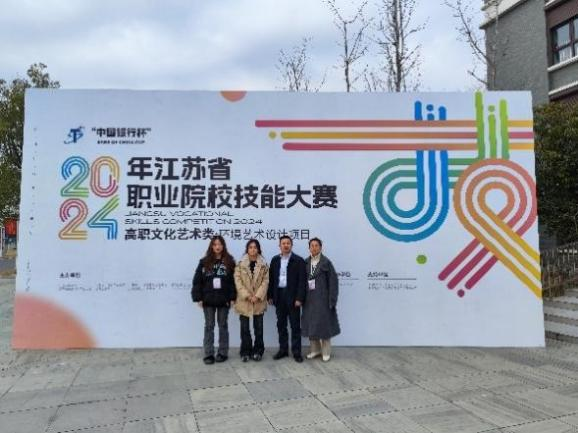 "中国银行杯"
BANK OF CHINA CUP
2024
年江苏省
职业院校技能大赛
JIANGSU VOCATIONAL
SKILLS COMPETITION 2024
高职文化艺术类 环境艺术设计项目